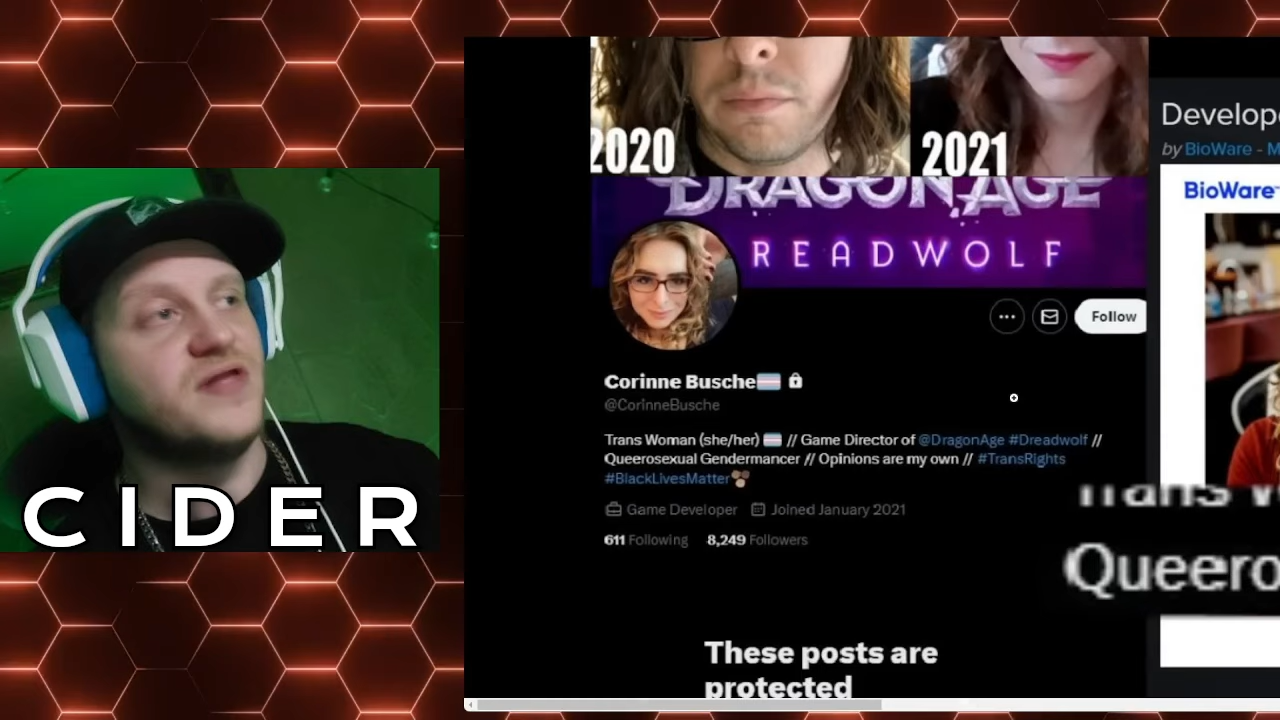 2020
2021
DRAGON AGE
READWOLF
Develope
by BioWare - M
BioWare
Follow
Corinne Busche
@CorinneBusche
Trans Woman (she/her) // Game Director of @DragonAge #Dreadwolf //
Queerosexual Gendermancer // Opinions are my own // #TransRights
#BlackLivesMatter
Game Developer Joined January 2021
611 Following 8,249 Followers
Trans W
Queero
These posts are
protected
CIDER